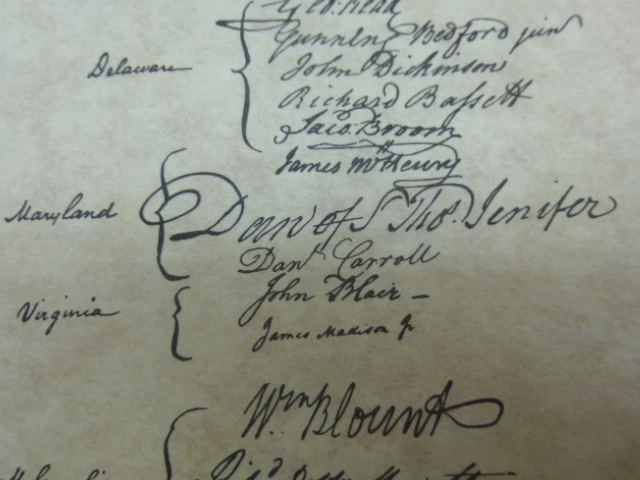 Geo: Read
Gunning Bedford jun
Delaware
John Dickinson
Richard Bassett
Jaco: Broom
James McHenry
Maryland
Dan of St Thos. Jenifer
Danl Carroll
Virginia
John Blair –
James Madison Jr
Wm Blount